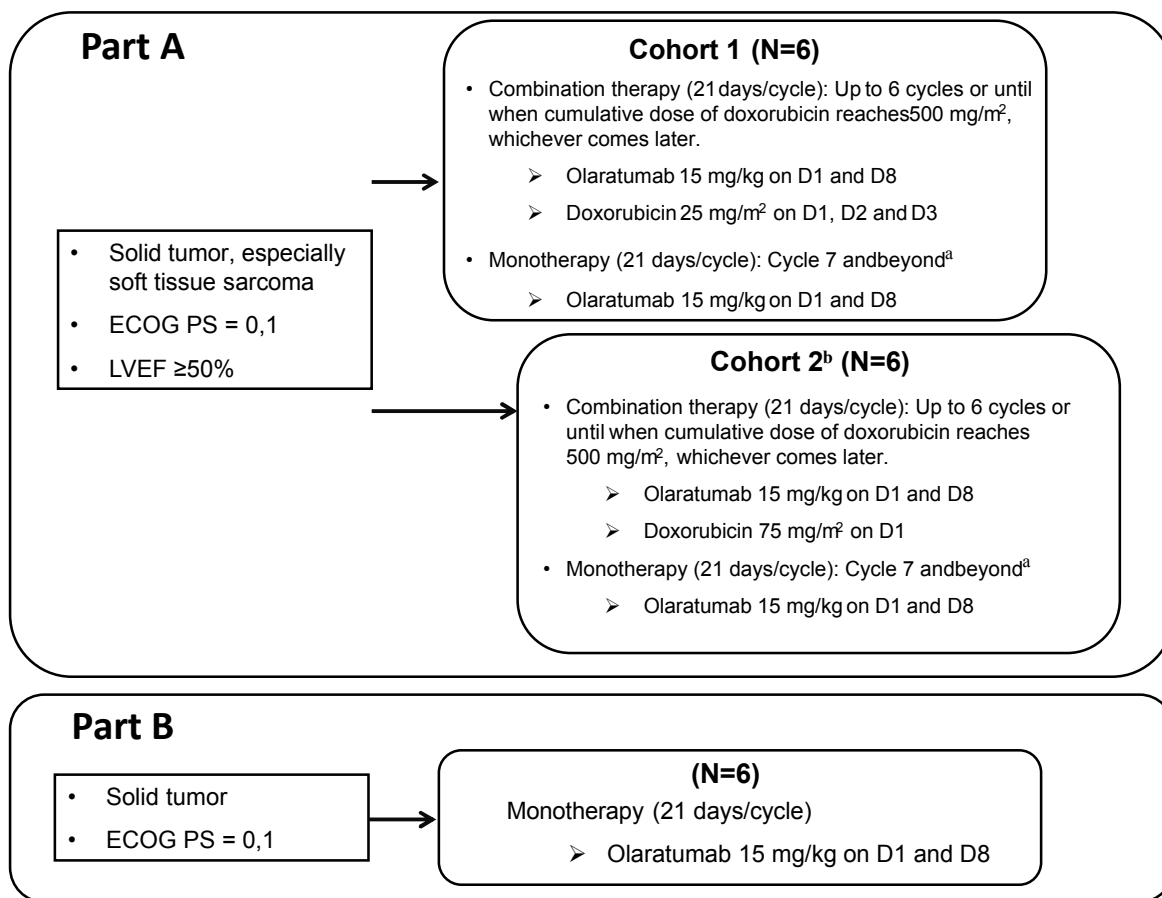 Part A
• Solid tumor, especially
soft tissue sarcoma
• ECOG PS = 0,1
• LVEF ≥50%
Cohort 1 (N=6)
• Combination therapy (21 days/cycle): Up to 6 cycles or until
when cumulative dose of doxorubicin reaches500 mg/m²,
whichever comes later.
➢ Olaratumab 15 mg/kg on D1 and D8
➢ Doxorubicin 25 mg/m² on D1, D2 and D3
• Monotherapy (21 days/cycle): Cycle 7 andbeyondᵃ
➢ Olaratumab 15 mg/kg on D1 and D8
Cohort 2ᵇ (N=6)
• Combination therapy (21 days/cycle): Up to 6 cycles or
until when cumulative dose of doxorubicin reaches
500 mg/m², whichever comes later.
➢ Olaratumab 15 mg/kg on D1 and D8
➢ Doxorubicin 75 mg/m² on D1
• Monotherapy (21 days/cycle): Cycle 7 andbeyondᵃ
➢ Olaratumab 15 mg/kg on D1 and D8
Part B
• Solid tumor
• ECOG PS = 0,1
(N=6)
Monotherapy (21 days/cycle)
➢ Olaratumab 15 mg/kg on D1 and D8